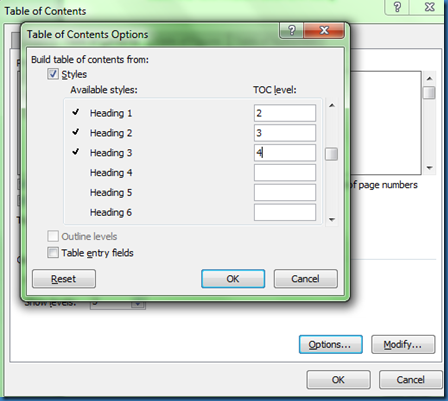 Table of Contents
Table of Contents Options
Build table of contents from:
Styles
Available styles: TOC level:
Heading 1 2
Heading 2 3
Heading 3 4
Heading 4
Heading 5
Heading 6
of page numbers
Outline levels
Table entry fields
Reset OK Cancel
Show levels:
Options... Modify...
OK Cancel